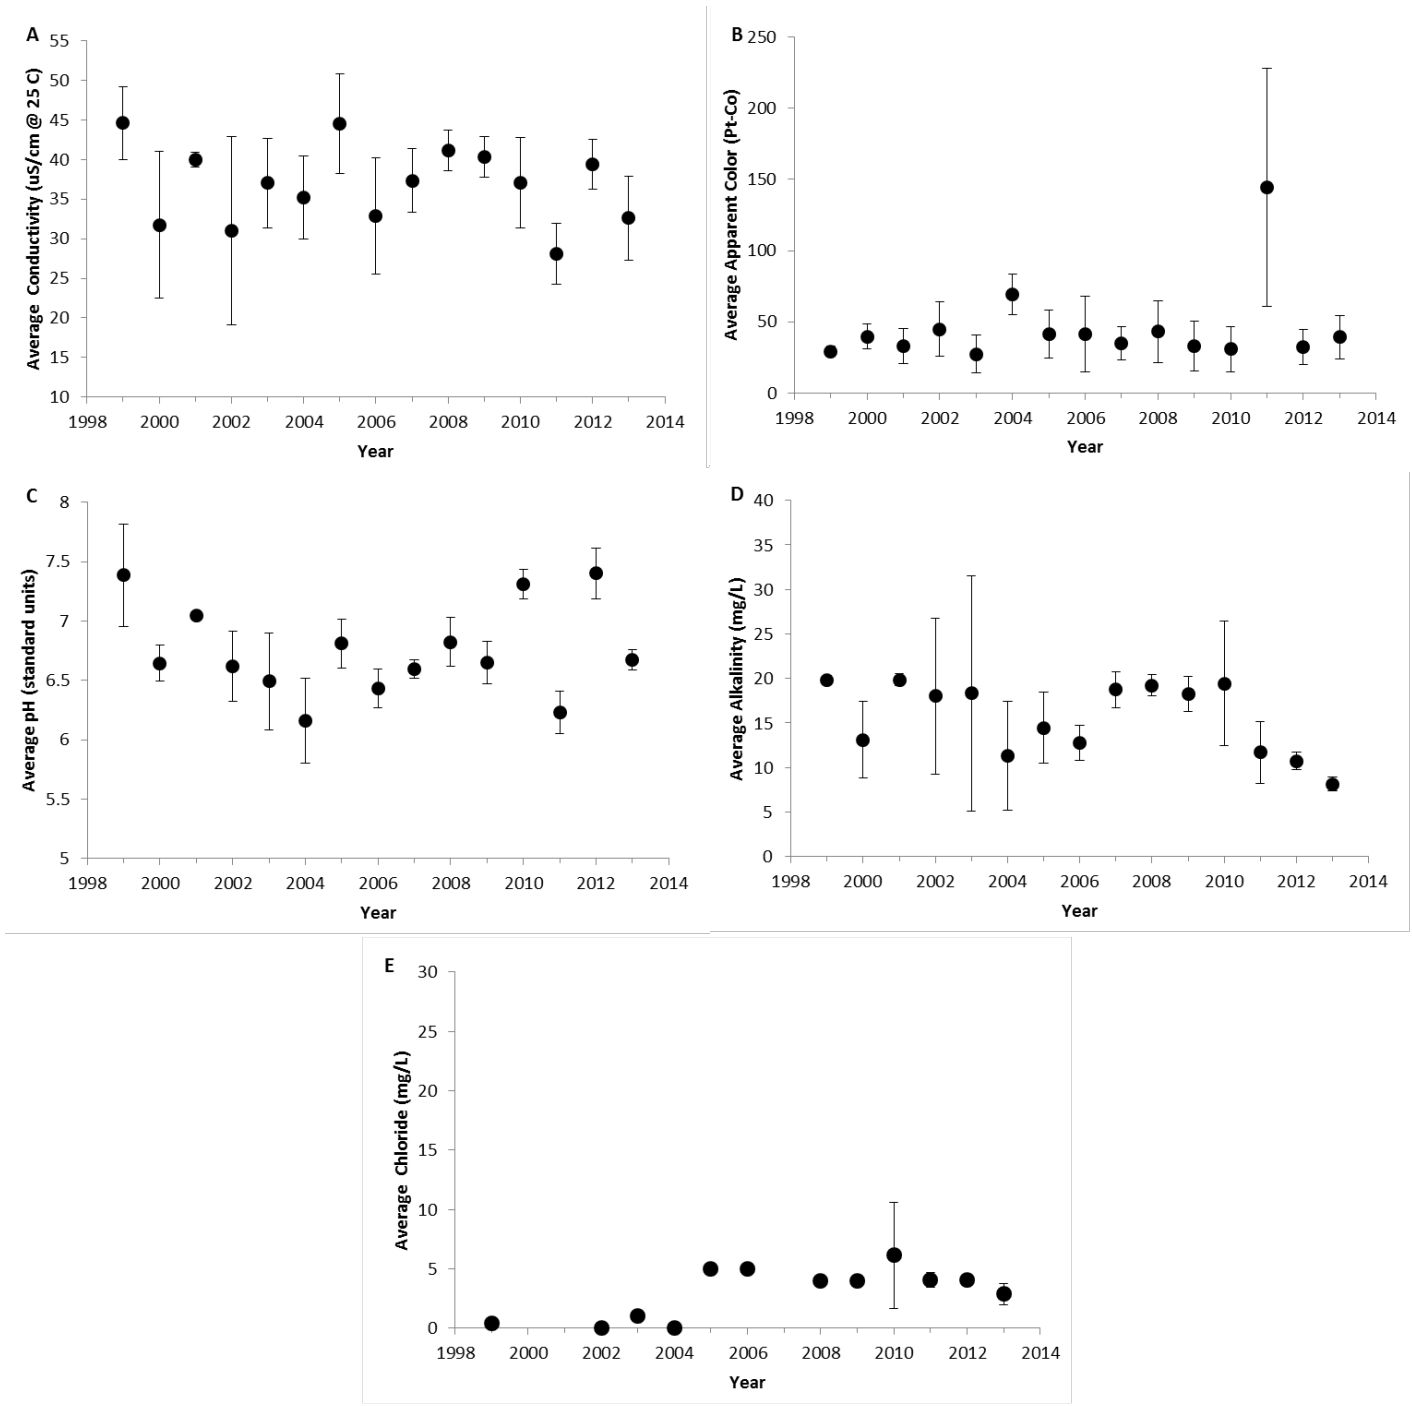 A
Average Conductivity (uS/cm @ 25 C)
55
50
45
40
35
30
25
20
15
10
1998 2000 2002 2004 2006 2008 2010 2012 2014
Year
B
Average Apparent Color (Pt-Co)
250
200
150
100
50
0
1998 2000 2002 2004 2006 2008 2010 2012 2014
Year
C
Average pH (standard units)
8
7.5
7
6.5
6
5.5
5
1998 2000 2002 2004 2006 2008 2010 2012 2014
Year
D
Average Alkalinity (mg/L)
40
35
30
25
20
15
10
5
0
1998 2000 2002 2004 2006 2008 2010 2012 2014
Year
E
Average Chloride (mg/L)
30
25
20
15
10
5
0
1998 2000 2002 2004 2006 2008 2010 2012 2014
Year